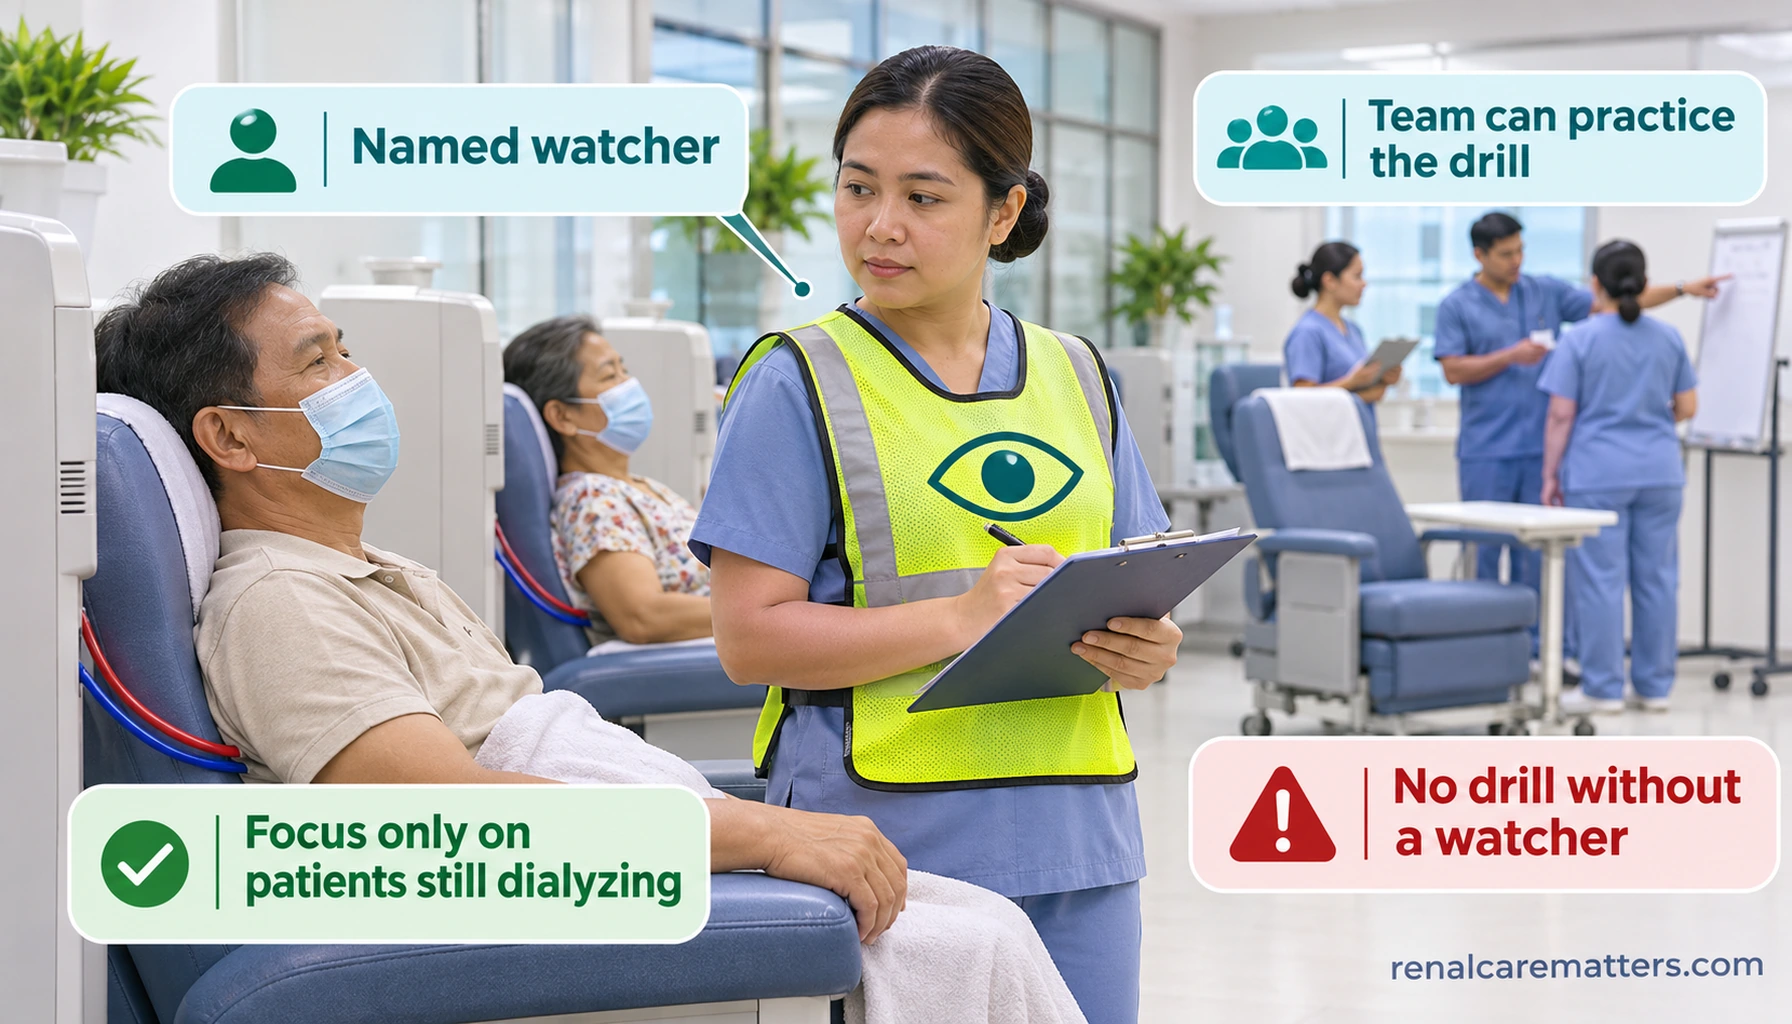 Named watcher
Team can practice
the drill
Focus only on
patients still dialyzing
No drill without
a watcher
renalcarematters.com